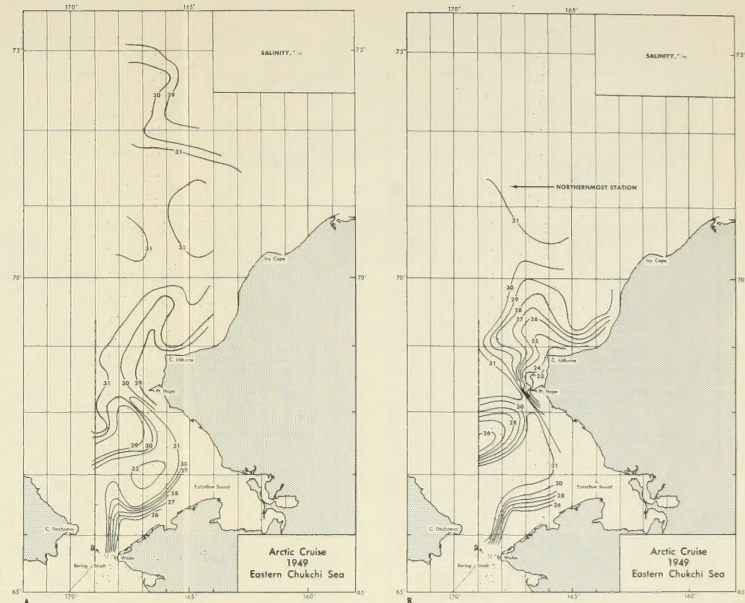 170°
165°
73°
73°
SALINITY, ‰
30
29
31
31
32
Icy Cape
70°
70°
C. Lisburne
31
30
29
Pt. Hope
29
30
31
32
30
29
28
27
26
Kotzebue Sound
C. Dezhneva
Wales
Bering Strait
65°
170°
165°
160°
Arctic Cruise
1949
Eastern Chukchi Sea
A
170°
165°
73°
73°
SALINITY, ‰
NORTHERNMOST STATION
31
Icy Cape
70°
70°
30
29
28
27
26
25
24
23
C. Lisburne
31
Pt. Hope
30
28
26
31
30
29
28
26
Kotzebue Sound
C. Dezhneva
Wales
Bering Strait
65°
170°
165°
160°
Arctic Cruise
1949
Eastern Chukchi Sea
B